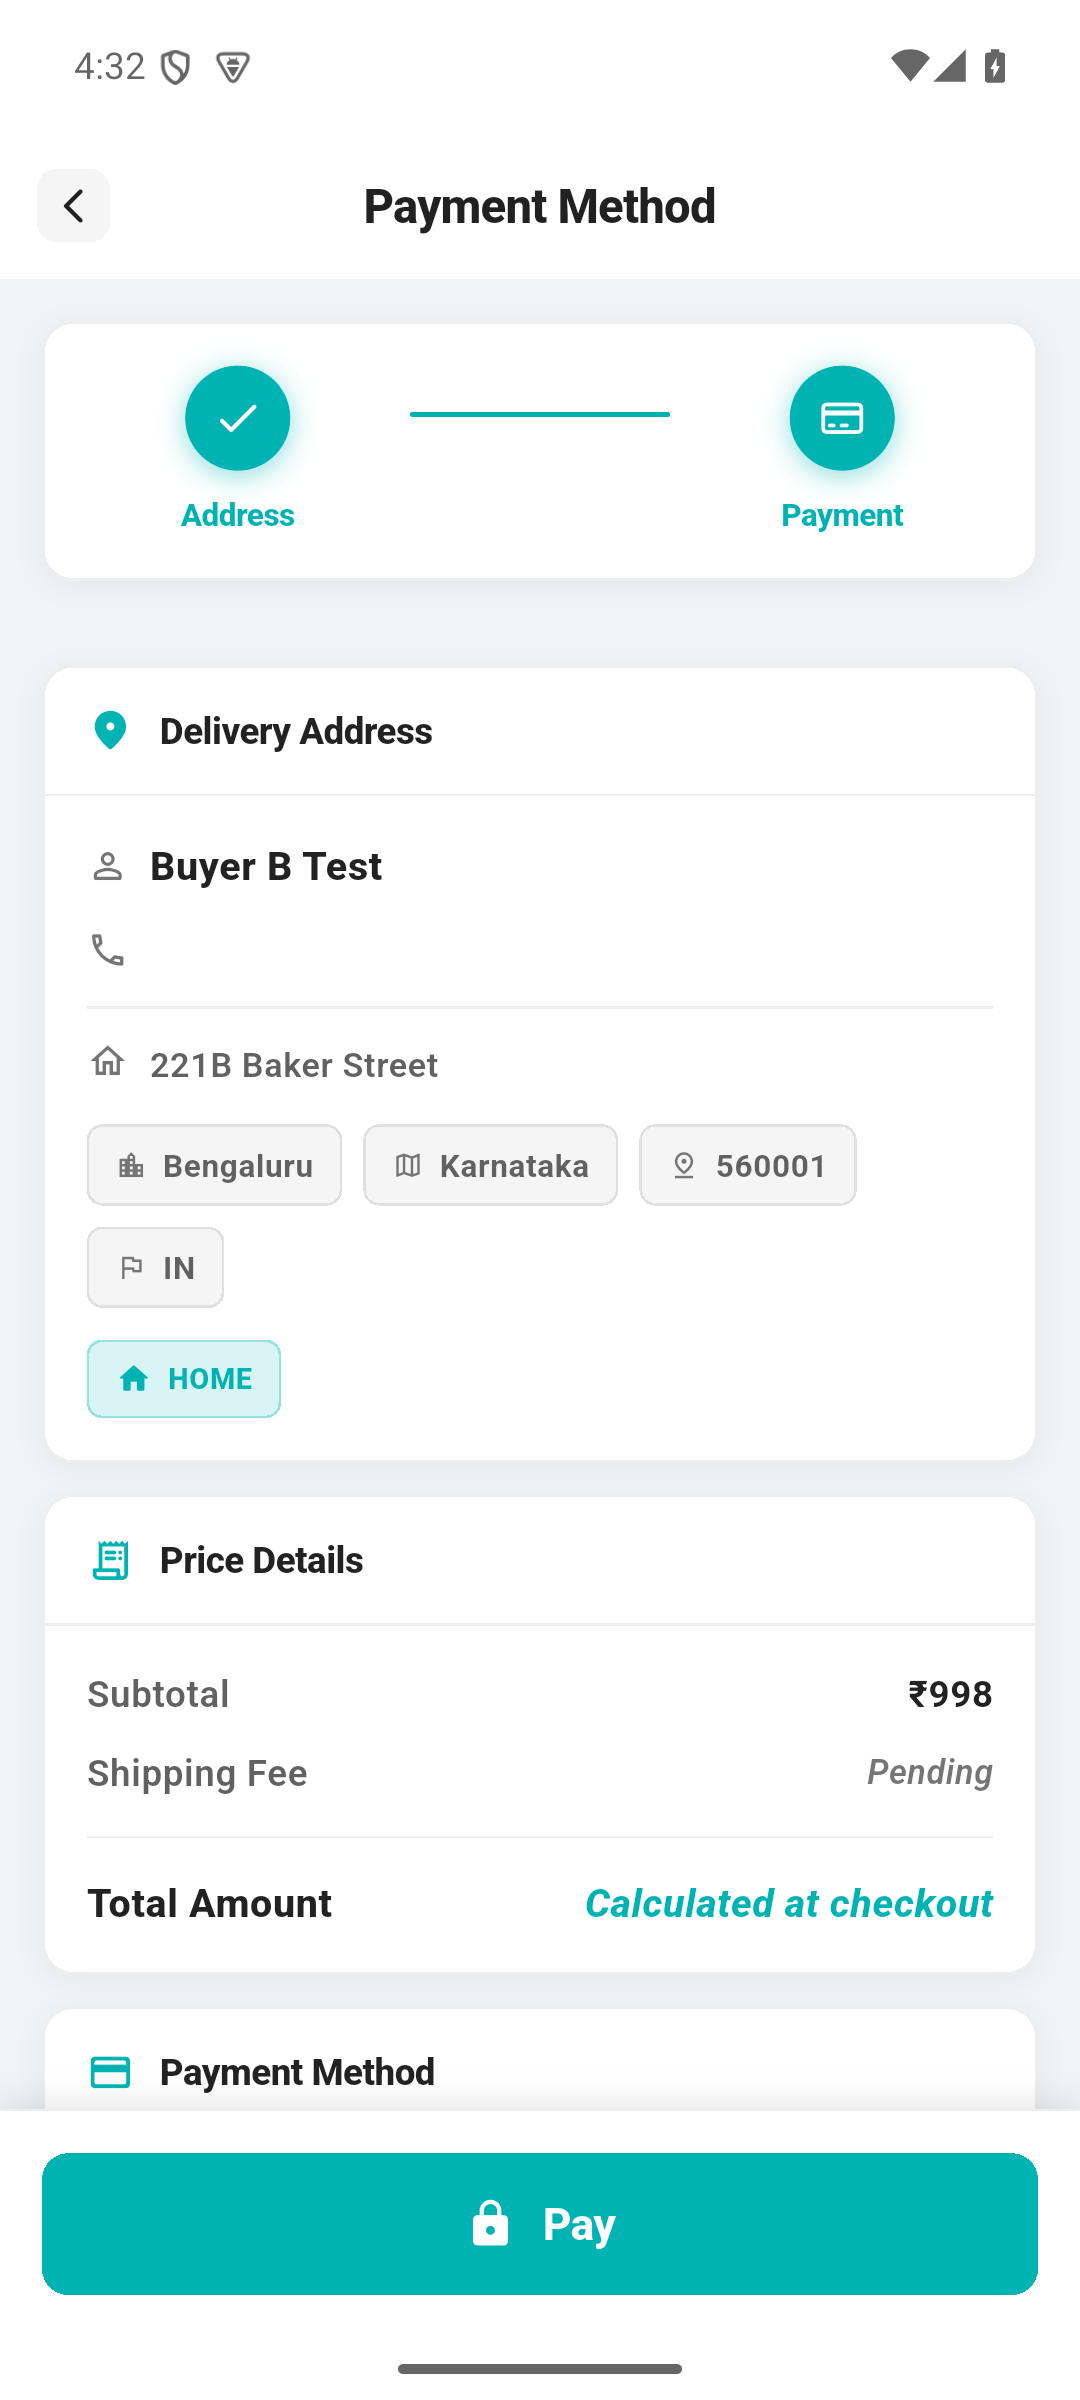 4:32
Payment Method
Address
Payment
Delivery Address
Buyer B Test
221B Baker Street
Bengaluru
Karnataka
560001
IN
HOME
Price Details
Subtotal
₹998
Shipping Fee
Pending
Total Amount
Calculated at checkout
Payment Method
Pay